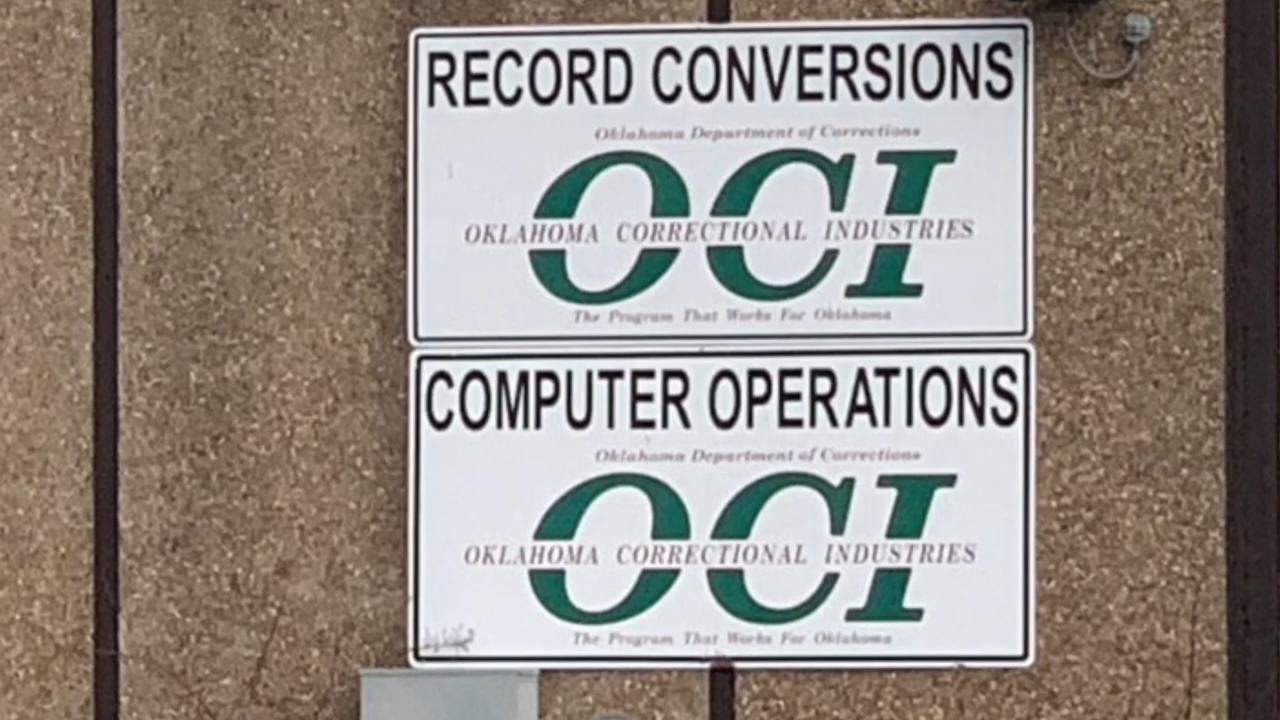 RECORD CONVERSIONS
Oklahoma Department of Corrections
OCI
OKLAHOMA CORRECTIONAL INDUSTRIES
The Program That Works For Oklahoma
COMPUTER OPERATIONS
Oklahoma Department of Corrections
OCI
OKLAHOMA CORRECTIONAL INDUSTRIES
The Program That Works For Oklahoma